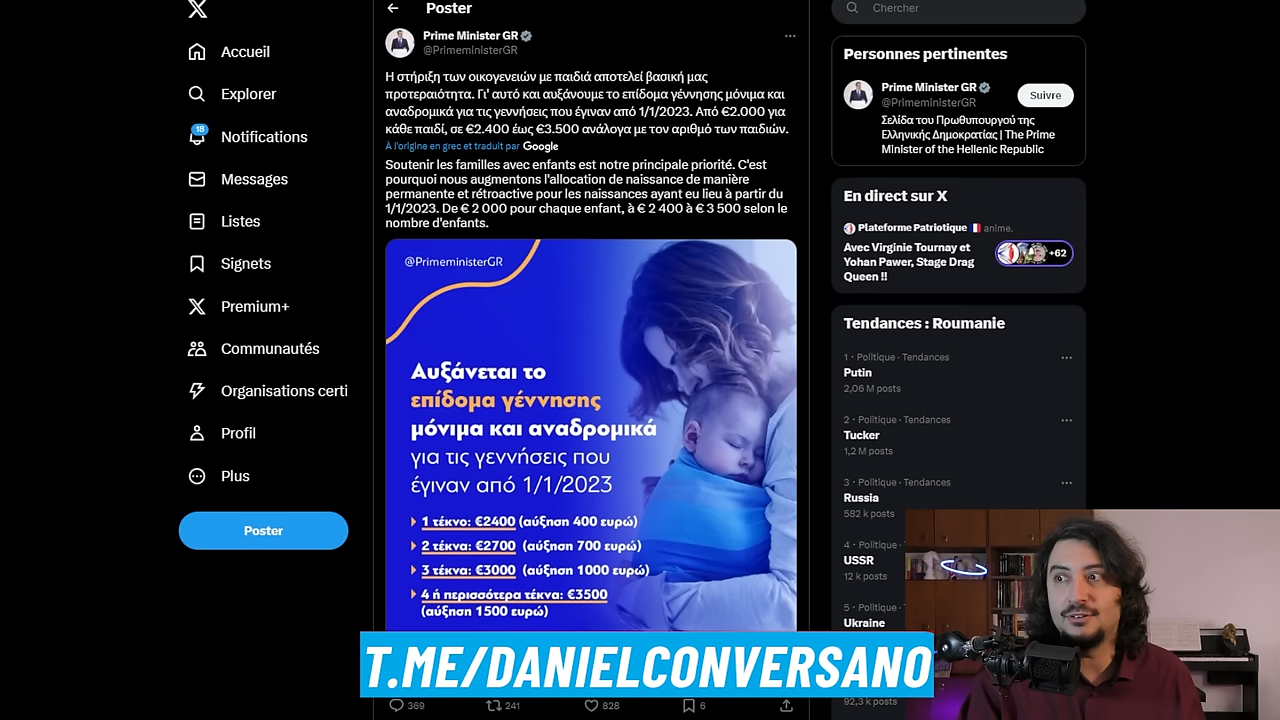 Poster
Chercher
Accueil
Explorer
18
Notifications
Messages
Listes
Signets
Premium+
Communautés
Organisations certi
Profil
Plus
Poster
Prime Minister GR
@PrimeministerGR
Η στήριξη των οικογενειών με παιδιά αποτελεί βασική μας
προτεραιότητα. Γι' αυτό και αυξάνουμε το επίδομα γέννησης μόνιμα και
αναδρομικά για τις γεννήσεις που έγιναν από 1/1/2023. Από €2.000 για
κάθε παιδί, σε €2.400 έως €3.500 ανάλογα με τον αριθμό των παιδιών.
À l'origine en grec et traduit par Google
Soutenir les familles avec enfants est notre principale priorité. C'est
pourquoi nous augmentons l'allocation de naissance de manière
permanente et rétroactive pour les naissances ayant eu lieu à partir du
1/1/2023. De € 2 000 pour chaque enfant, à € 2 400 à € 3 500 selon le
nombre d'enfants.
@PrimeministerGR
Αυξάνεται το
επίδομα γέννησης
μόνιμα και αναδρομικά
για τις γεννήσεις που
έγιναν από 1/1/2023
1 τέκνο: €2400 (αύξηση 400 ευρώ)
2 τέκνα: €2700 (αύξηση 700 ευρώ)
3 τέκνα: €3000 (αύξηση 1000 ευρώ)
4 ή περισσότερα τέκνα: €3500
(αύξηση 1500 ευρώ)
T.ME/DANIELCONVERSANO
369
241
828
6
Personnes pertinentes
Prime Minister GR
@PrimeministerGR
Suivre
Σελίδα του Πρωθυπουργού της
Ελληνικής Δημοκρατίας | The Prime
Minister of the Hellenic Republic
En direct sur X
Plateforme Patriotique 🇫🇷 anime.
Avec Virginie Tournay et
Yohan Pawer, Stage Drag
Queen !!
+62
Tendances : Roumanie
1 · Politique · Tendances
Putin
2,06 M posts
2 · Politique · Tendances
Tucker
1,2 M posts
3 · Politique · Tendances
Russia
582 k posts
4 · Politique ·
USSR
12 k posts
5 · Politique ·
Ukraine
92,3 k posts